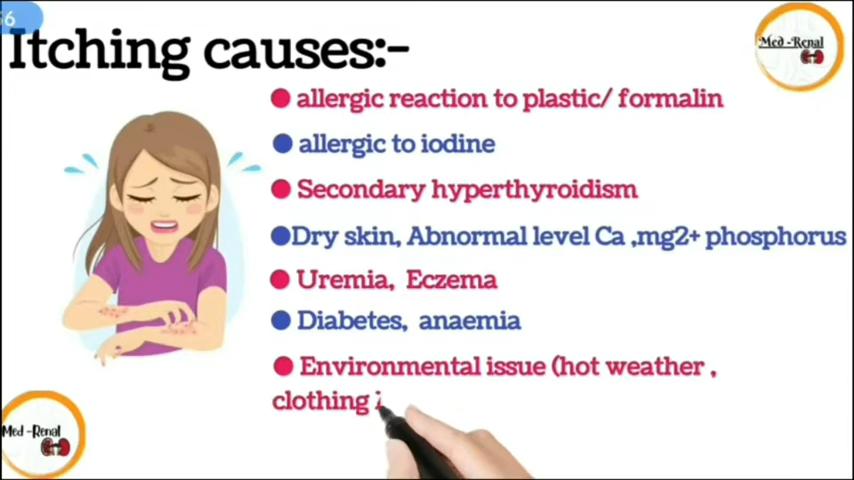 56
Itching causes:-
Med -Renal
allergic reaction to plastic/ formalin
allergic to iodine
Secondary hyperthyroidism
Dry skin, Abnormal level Ca ,mg2+ phosphorus
Uremia, Eczema
Diabetes, anaemia
Environmental issue (hot weather ,
clothing
Med -Renal